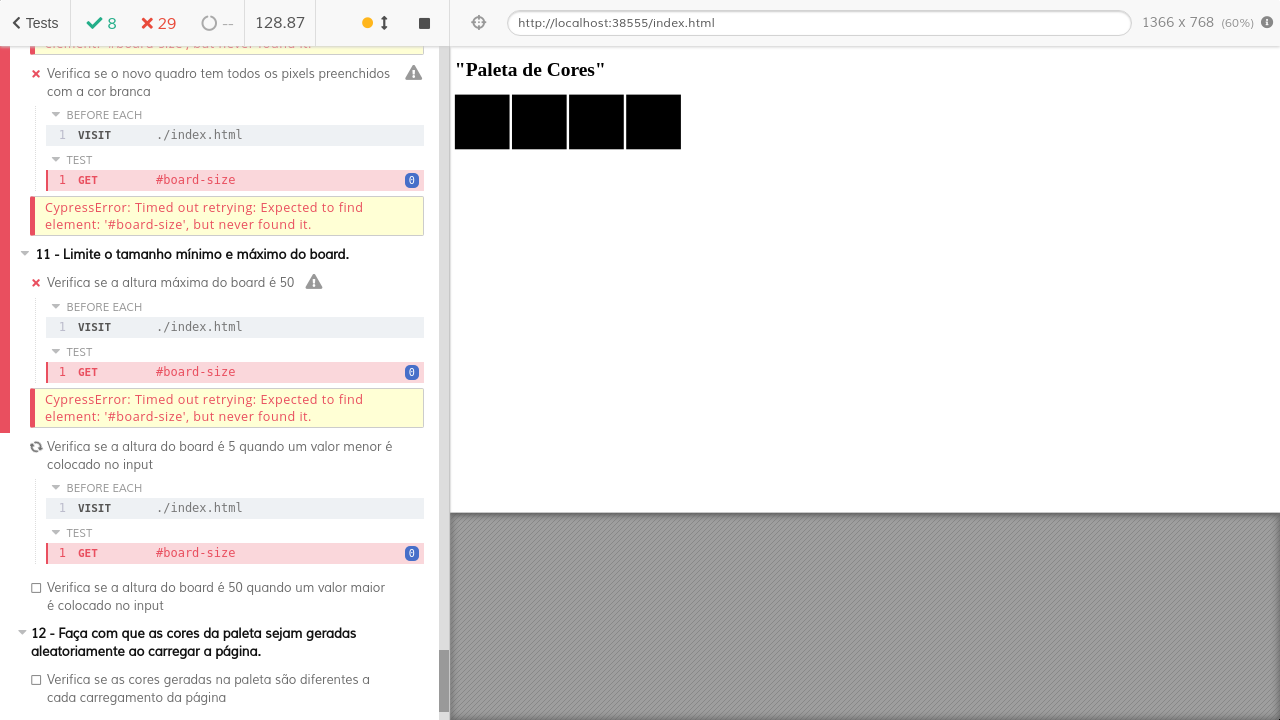 Tests
8
29
--
128.87
http://localhost:38555/index.html
1366 x 768 (60%)
element: '#board-size', but never found it.
Verifica se o novo quadro tem todos os pixels preenchidos
com a cor branca
BEFORE EACH
1 VISIT ./index.html
TEST
1 GET #board-size 0
CypressError: Timed out retrying: Expected to find
element: '#board-size', but never found it.
11 - Limite o tamanho mínimo e máximo do board.
Verifica se a altura máxima do board é 50
BEFORE EACH
1 VISIT ./index.html
TEST
1 GET #board-size 0
CypressError: Timed out retrying: Expected to find
element: '#board-size', but never found it.
Verifica se a altura do board é 5 quando um valor menor é
colocado no input
BEFORE EACH
1 VISIT ./index.html
TEST
1 GET #board-size 0
Verifica se a altura do board é 50 quando um valor maior
é colocado no input
12 - Faça com que as cores da paleta sejam geradas
aleatoriamente ao carregar a página.
Verifica se as cores geradas na paleta são diferentes a
cada carregamento da página
"Paleta de Cores"